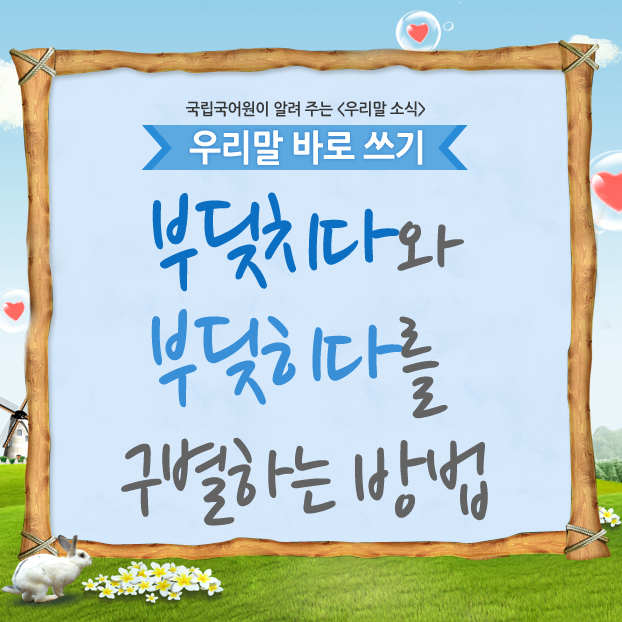 국립국어원이 알려 주는 <우리말 소식>
우리말 바로 쓰기
부딪치다와
부딪히다를
구별하는 방법